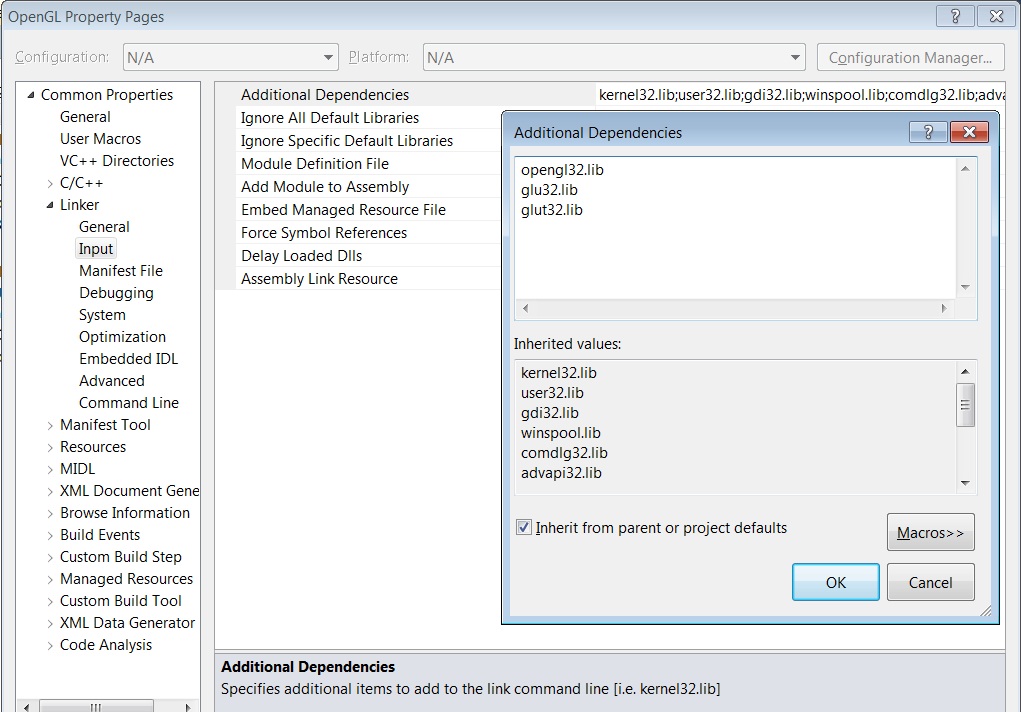 OpenGL Property Pages
Configuration: N/A Platform: N/A Configuration Manager...
Common Properties
General
User Macros
VC++ Directories
C/C++
Linker
General
Input
Manifest File
Debugging
System
Optimization
Embedded IDL
Advanced
Command Line
Manifest Tool
Resources
MIDL
XML Document Gene
Browse Information
Build Events
Custom Build Step
Managed Resources
Custom Build Tool
XML Data Generator
Code Analysis
Additional Dependencies kernel32.lib;user32.lib;gdi32.lib;winspool.lib;comdlg32.lib;adva
Ignore All Default Libraries
Ignore Specific Default Libraries
Module Definition File
Add Module to Assembly
Embed Managed Resource File
Force Symbol References
Delay Loaded Dlls
Assembly Link Resource
Additional Dependencies
opengl32.lib
glu32.lib
glut32.lib
Inherited values:
kernel32.lib
user32.lib
gdi32.lib
winspool.lib
comdlg32.lib
advapi32.lib
Inherit from parent or project defaults
Macros>>
OK Cancel
Additional Dependencies
Specifies additional items to add to the link command line [i.e. kernel32.lib]